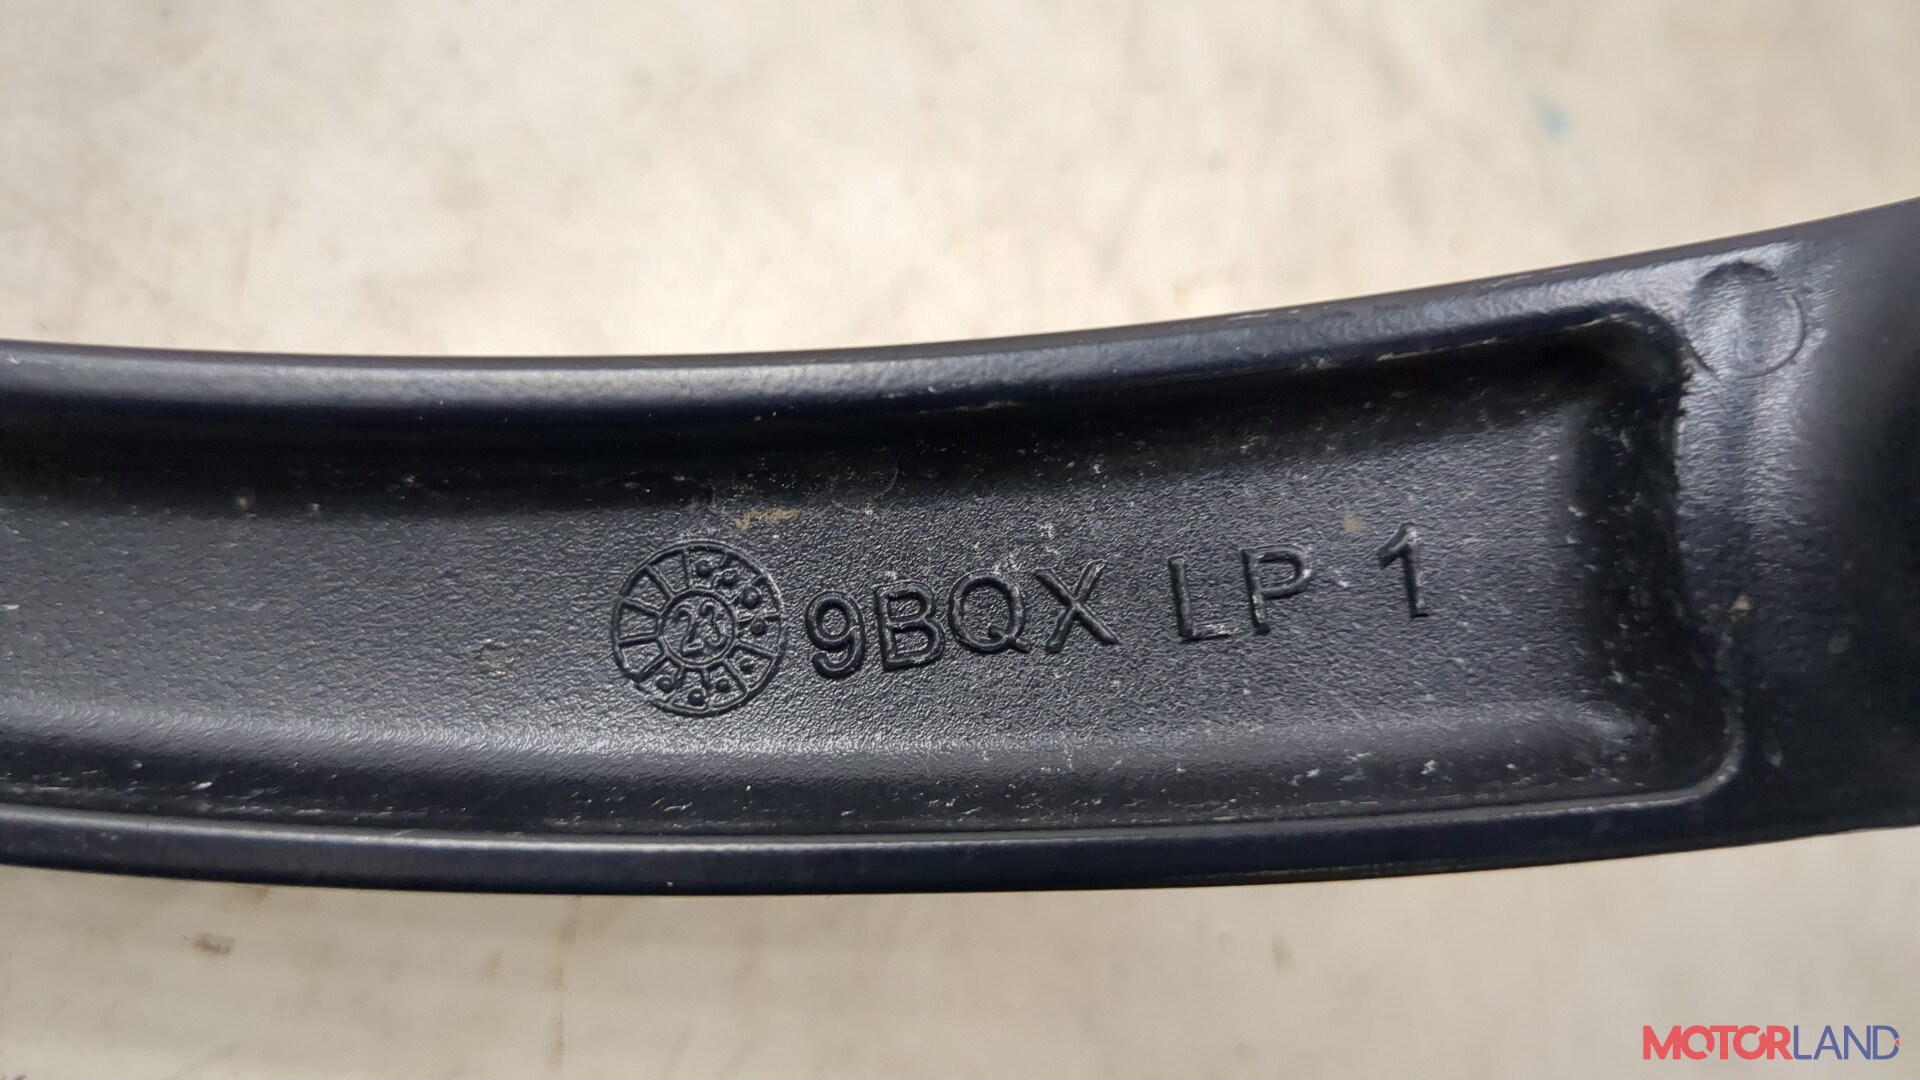 23 9BQX LP 1
MOTORLAND